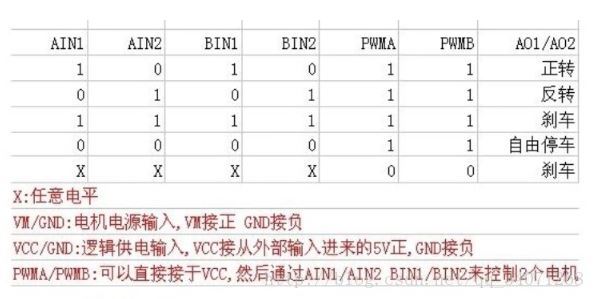 AIN1 AIN2 BIN1 BIN2 PWMA PWMB AO1/AO2
1 0 1 0 1 1 正转
0 1 0 1 1 1 反转
1 1 1 1 1 1 刹车
0 0 0 0 1 1 自由停车
X X X X 0 0 刹车
X:任意电平
VM/GND:电机电源输入,VM接正 GND接负
VCC/GND:逻辑供电输入,VCC接从外部输入进来的5V正,GND接负
PWMA/PWMB:可以直接接于VCC,然后通过AIN1/AIN2 BIN1/BIN2来控制2个电机